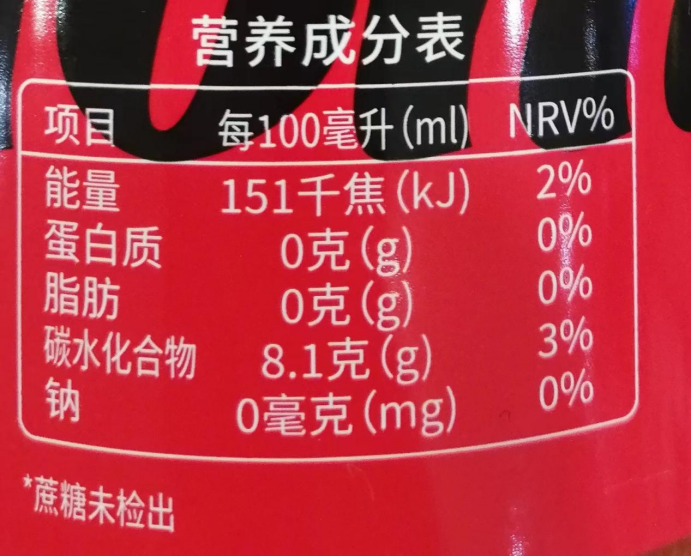 营养成分表
项目 每100毫升(ml) NRV%
能量 151千焦(kJ) 2%
蛋白质 0克(g) 0%
脂肪 0克(g) 0%
碳水化合物 8.1克(g) 3%
钠 0毫克(mg) 0%
*蔗糖未检出